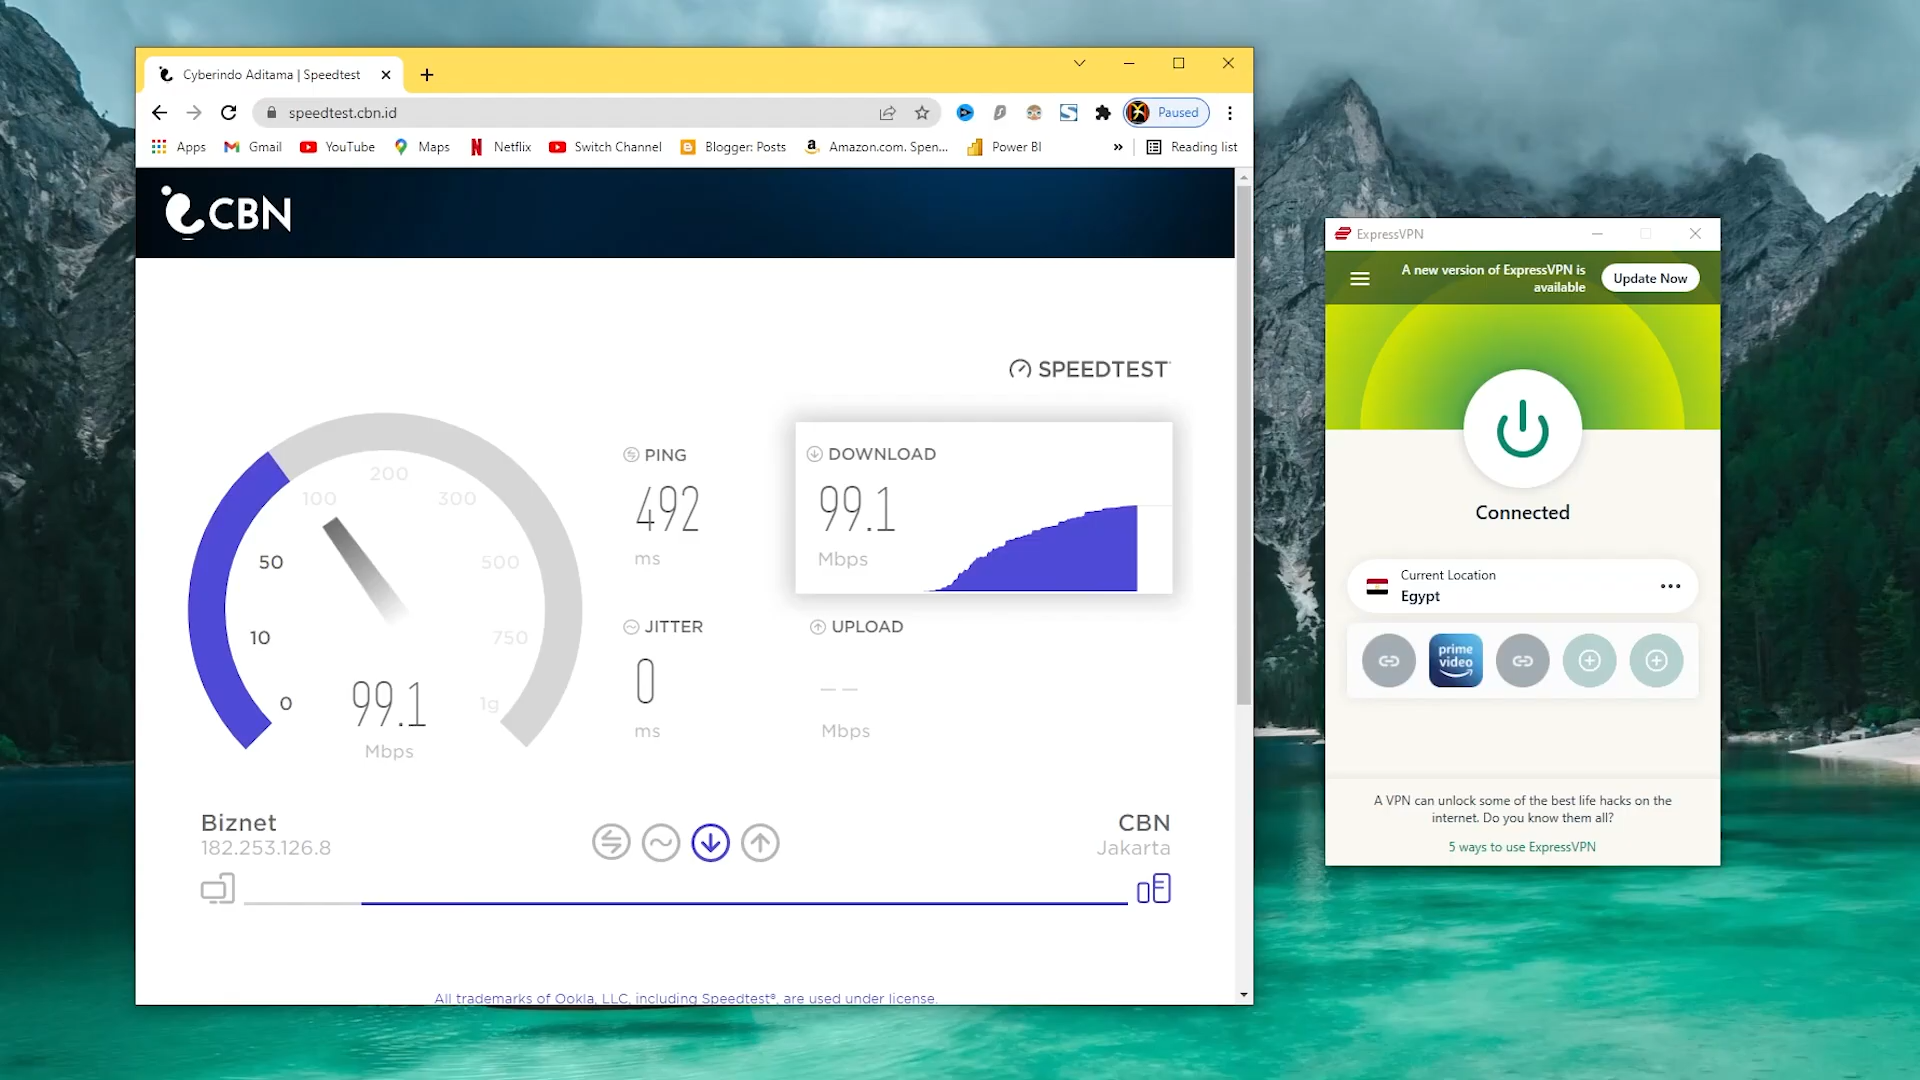 Cyberindo Aditama | Speedtest
speedtest.cbn.id
Paused
Apps
Gmail
YouTube
Maps
Netflix
Switch Channel
Blogger: Posts
Amazon.com. Spen...
Power BI
»
Reading list
CBN
SPEEDTEST
0
10
50
100
200
300
500
750
1g
99.1
Mbps
PING
492
ms
DOWNLOAD
99.1
Mbps
JITTER
0
ms
UPLOAD
— —
Mbps
Biznet
182.253.126.8
CBN
Jakarta
All trademarks of Ookla, LLC, including Speedtest®, are used under license.
ExpressVPN
A new version of ExpressVPN is
available
Update Now
Connected
Current Location
Egypt
prime
video
A VPN can unlock some of the best life hacks on the
internet. Do you know them all?
5 ways to use ExpressVPN